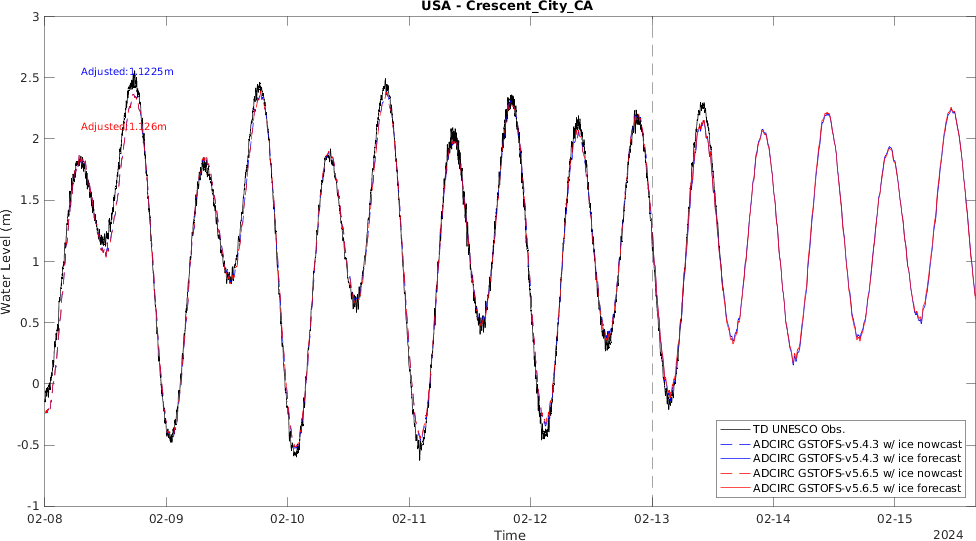 USA - Crescent_City_CA
3
2.5
2
1.5
1
0.5
0
-0.5
-1
Water Level (m)
Adjusted:1.1225m
Adjusted:1.126m
TD UNESCO Obs.
ADCIRC GSTOFS-v5.4.3 w/ ice nowcast
ADCIRC GSTOFS-v5.4.3 w/ ice forecast
ADCIRC GSTOFS-v5.6.5 w/ ice nowcast
ADCIRC GSTOFS-v5.6.5 w/ ice forecast
02-08 02-09 02-10 02-11 02-12 02-13 02-14 02-15
Time
2024